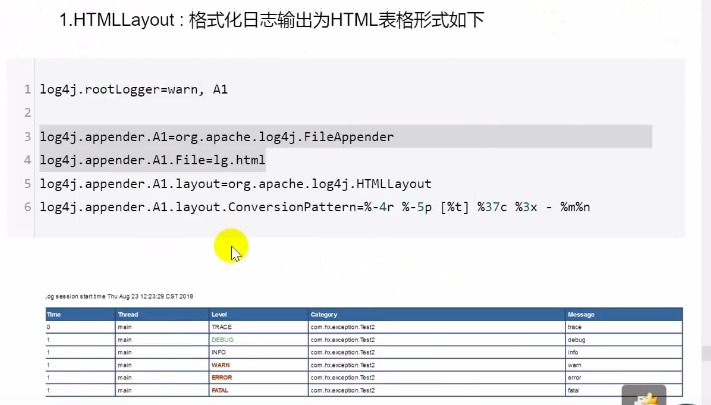 1.HTMLLayout : 格式化日志输出为HTML表格形式如下
1 log4j.rootLogger=warn, A1
2
3 log4j.appender.A1=org.apache.log4j.FileAppender
4 log4j.appender.A1.File=lg.html
5 log4j.appender.A1.layout=org.apache.log4j.HTMLLayout
6 log4j.appender.A1.layout.ConversionPattern=%-4r %-5p [%t] %37c %3x - %m%n
Log session start time Thu Aug 23 12:23:29 CST 2018
Time Thread Level Category Message
0 main TRACE com.hx.exception.Test2 trace
1 main DEBUG com.hx.exception.Test2 debug
1 main INFO com.hx.exception.Test2 info
1 main WARN com.hx.exception.Test2 warn
1 main ERROR com.hx.exception.Test2 error
1 main FATAL com.hx.exception.Test2 fatal